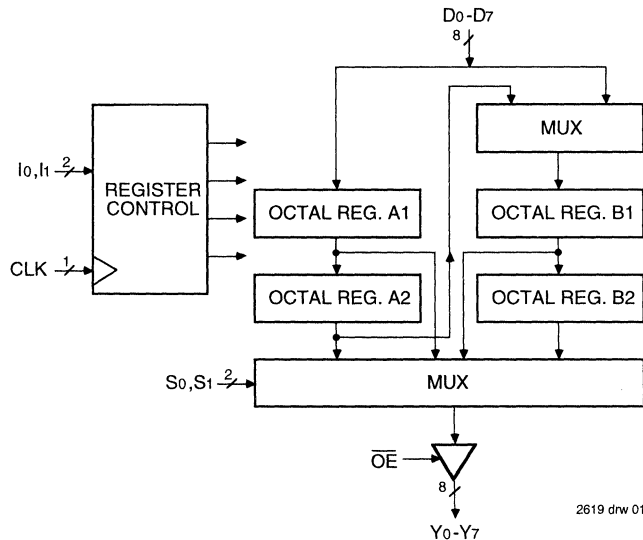 D0-D7
8
MUX
I0,I1
2
REGISTER
CONTROL
OCTAL REG. A1
OCTAL REG. B1
CLK
1
OCTAL REG. A2
OCTAL REG. B2
S0,S1
2
MUX
OE
8
2619 drw 01
Y0-Y7